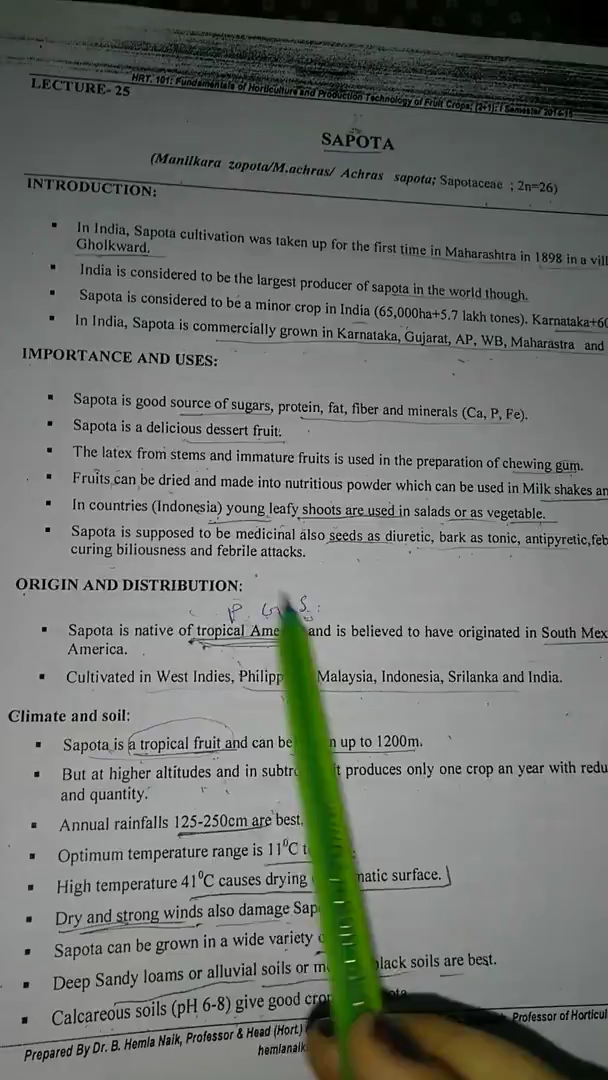 LECTURE- 25
HRT. 101: Fundamentals of Horticulture and Production Technology of Fruit Crops; (2+1); I Semester 2014-15
SAPOTA
(Manilkara zopota/M.achras/ Achras sapota; Sapotaceae ; 2n=26)
INTRODUCTION:
▪ In India, Sapota cultivation was taken up for the first time in Maharashtra in 1898 in a vill
Gholkward.
▪ India is considered to be the largest producer of sapota in the world though.
▪ Sapota is considered to be a minor crop in India (65,000ha+5.7 lakh tones). Karnataka+60
▪ In India, Sapota is commercially grown in Karnataka, Gujarat, AP, WB, Maharastra and
IMPORTANCE AND USES:
▪ Sapota is good source of sugars, protein, fat, fiber and minerals (Ca, P, Fe).
▪ Sapota is a delicious dessert fruit.
▪ The latex from stems and immature fruits is used in the preparation of chewing gum.
▪ Fruits can be dried and made into nutritious powder which can be used in Milk shakes an
▪ In countries (Indonesia) young leafy shoots are used in salads or as vegetable.
▪ Sapota is supposed to be medicinal also seeds as diuretic, bark as tonic, antipyretic,feb
curing biliousness and febrile attacks.
ORIGIN AND DISTRIBUTION:
▪ Sapota is native of tropical Ame and is believed to have originated in South Mex
America.
▪ Cultivated in West Indies, Philipp Malaysia, Indonesia, Srilanka and India.
Climate and soil:
▪ Sapota is a tropical fruit and can be n up to 1200m.
▪ But at higher altitudes and in subtr it produces only one crop an year with redu
and quantity.
▪ Annual rainfalls 125-250cm are best.
▪ Optimum temperature range is 11⁰C t
▪ High temperature 41⁰C causes drying matic surface.
▪ Dry and strong winds also damage Sap
▪ Sapota can be grown in a wide variety
▪ Deep Sandy loams or alluvial soils or m black soils are best.
▪ Calcareous soils (pH 6-8) give good cro
Prepared By Dr. B. Hemla Naik, Professor & Head (Hort.) Professor of Horticul
hemlanaik